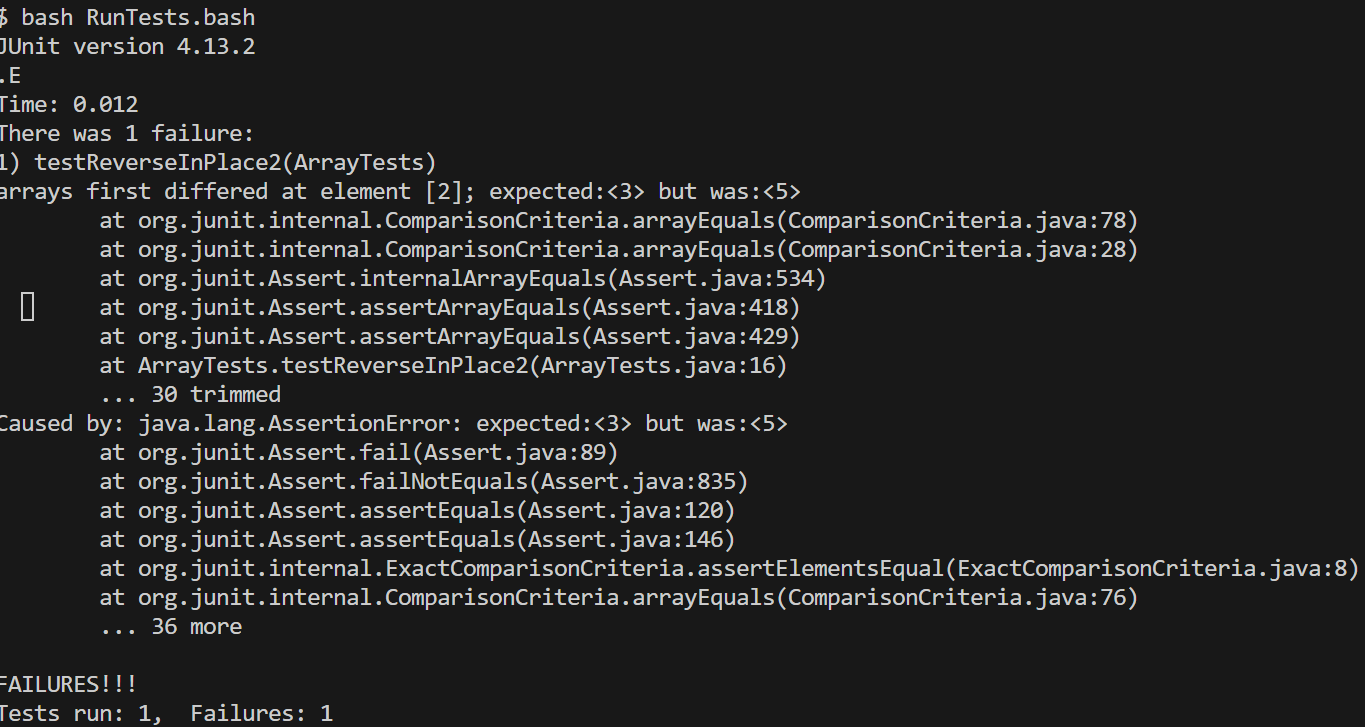 $ bash RunTests.bash
JUnit version 4.13.2
.E
Time: 0.012
There was 1 failure:
1) testReverseInPlace2(ArrayTests)
arrays first differed at element [2]; expected:<3> but was:<5>
        at org.junit.internal.ComparisonCriteria.arrayEquals(ComparisonCriteria.java:78)
        at org.junit.internal.ComparisonCriteria.arrayEquals(ComparisonCriteria.java:28)
        at org.junit.Assert.internalArrayEquals(Assert.java:534)
        at org.junit.Assert.assertArrayEquals(Assert.java:418)
        at org.junit.Assert.assertArrayEquals(Assert.java:429)
        at ArrayTests.testReverseInPlace2(ArrayTests.java:16)
        ... 30 trimmed
Caused by: java.lang.AssertionError: expected:<3> but was:<5>
        at org.junit.Assert.fail(Assert.java:89)
        at org.junit.Assert.failNotEquals(Assert.java:835)
        at org.junit.Assert.assertEquals(Assert.java:120)
        at org.junit.Assert.assertEquals(Assert.java:146)
        at org.junit.internal.ExactComparisonCriteria.assertElementsEqual(ExactComparisonCriteria.java:8)
        at org.junit.internal.ComparisonCriteria.arrayEquals(ComparisonCriteria.java:76)
        ... 36 more
FAILURES!!!
Tests run: 1,  Failures: 1